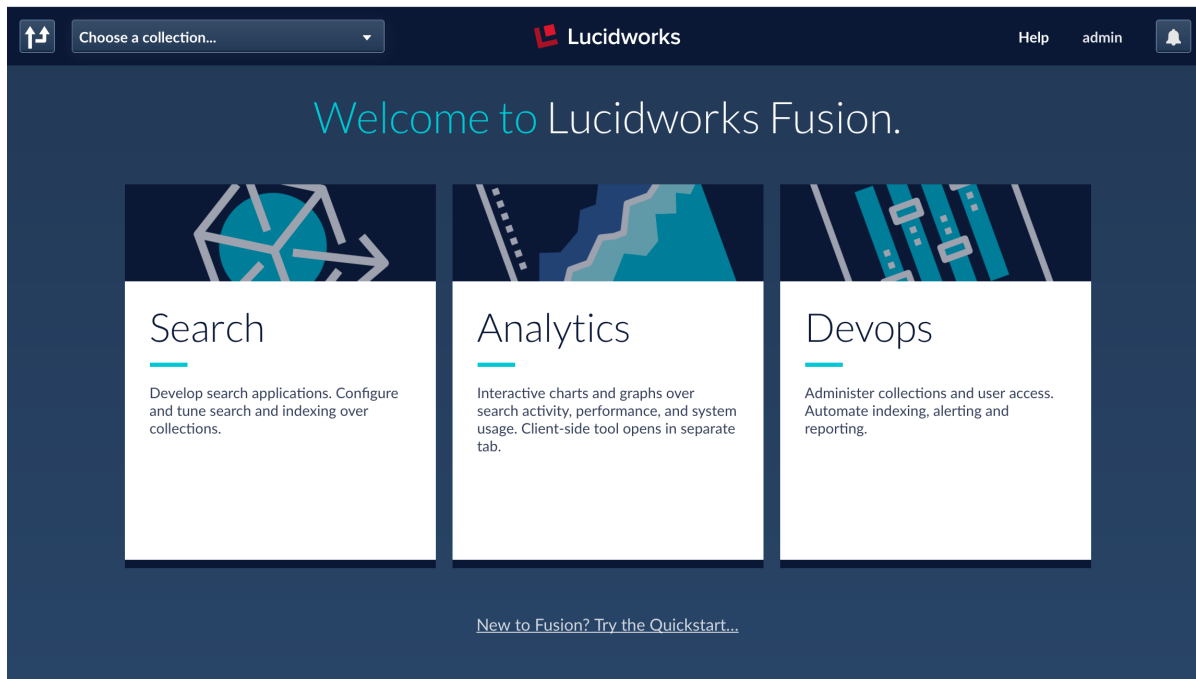 Choose a collection...
Lucidworks
Help
admin
Welcome to Lucidworks Fusion.
Search
Develop search applications. Configure
and tune search and indexing over
collections.
Analytics
Interactive charts and graphs over
search activity, performance, and system
usage. Client-side tool opens in separate
tab.
Devops
Administer collections and user access.
Automate indexing, alerting and
reporting.
New to Fusion? Try the Quickstart...